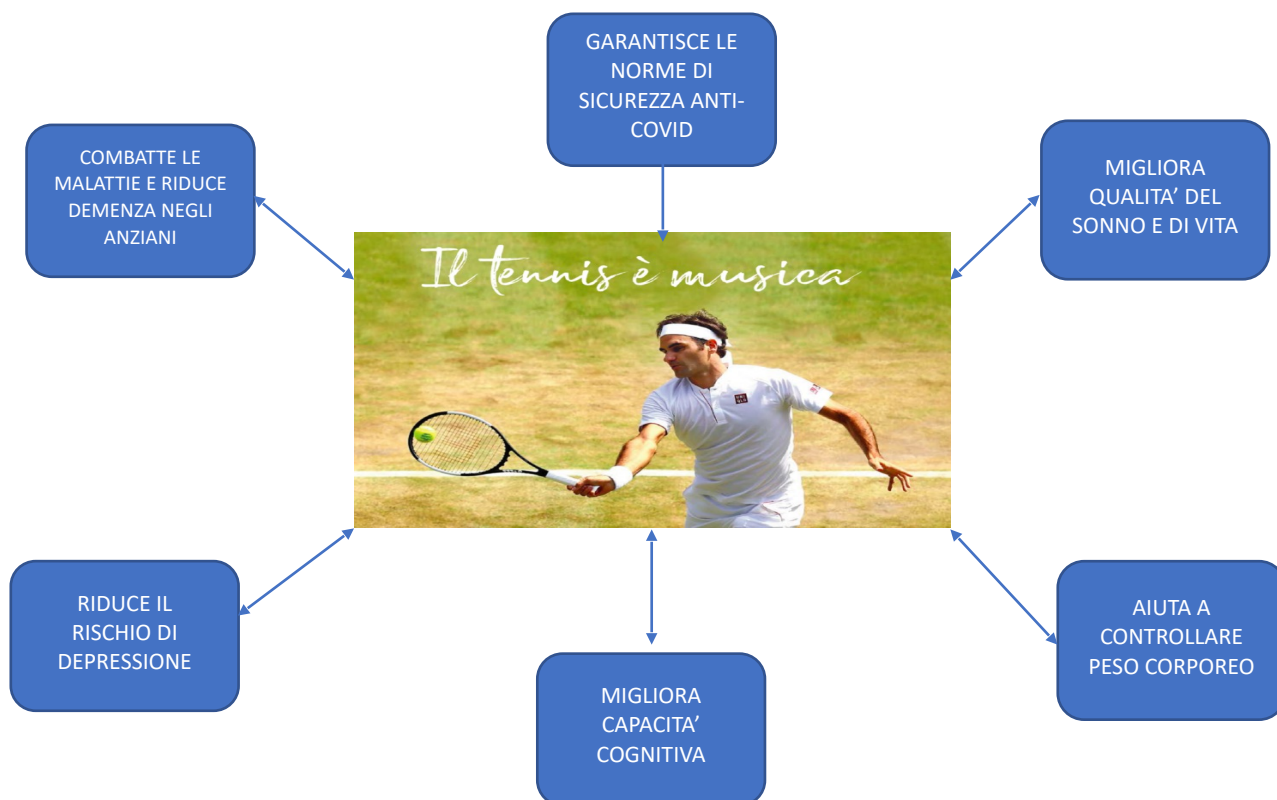 GARANTISCE LE
NORME DI
SICUREZZA ANTI-
COVID
COMBATTE LE
MALATTIE E RIDUCE
DEMENZA NEGLI
ANZIANI
MIGLIORA
QUALITA’ DEL
SONNO E DI VITA
Il tennis è musica
RIDUCE IL
RISCHIO DI
DEPRESSIONE
MIGLIORA
CAPACITA’
COGNITIVA
AIUTA A
CONTROLLARE
PESO CORPOREO